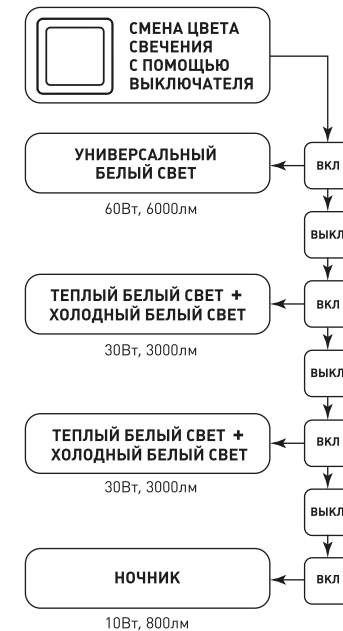 СМЕНА ЦВЕТА
СВЕЧЕНИЯ
С ПОМОЩЬЮ
ВЫКЛЮЧАТЕЛЯ
УНИВЕРСАЛЬНЫЙ
БЕЛЫЙ СВЕТ
ВКЛ
60Вт, 6000лм
ВЫКЛ
ТЕПЛЫЙ БЕЛЫЙ СВЕТ +
ХОЛОДНЫЙ БЕЛЫЙ СВЕТ
ВКЛ
30Вт, 3000лм
ВЫКЛ
ТЕПЛЫЙ БЕЛЫЙ СВЕТ +
ХОЛОДНЫЙ БЕЛЫЙ СВЕТ
ВКЛ
30Вт, 3000лм
ВЫКЛ
НОЧНИК
ВКЛ
10Вт, 800лм